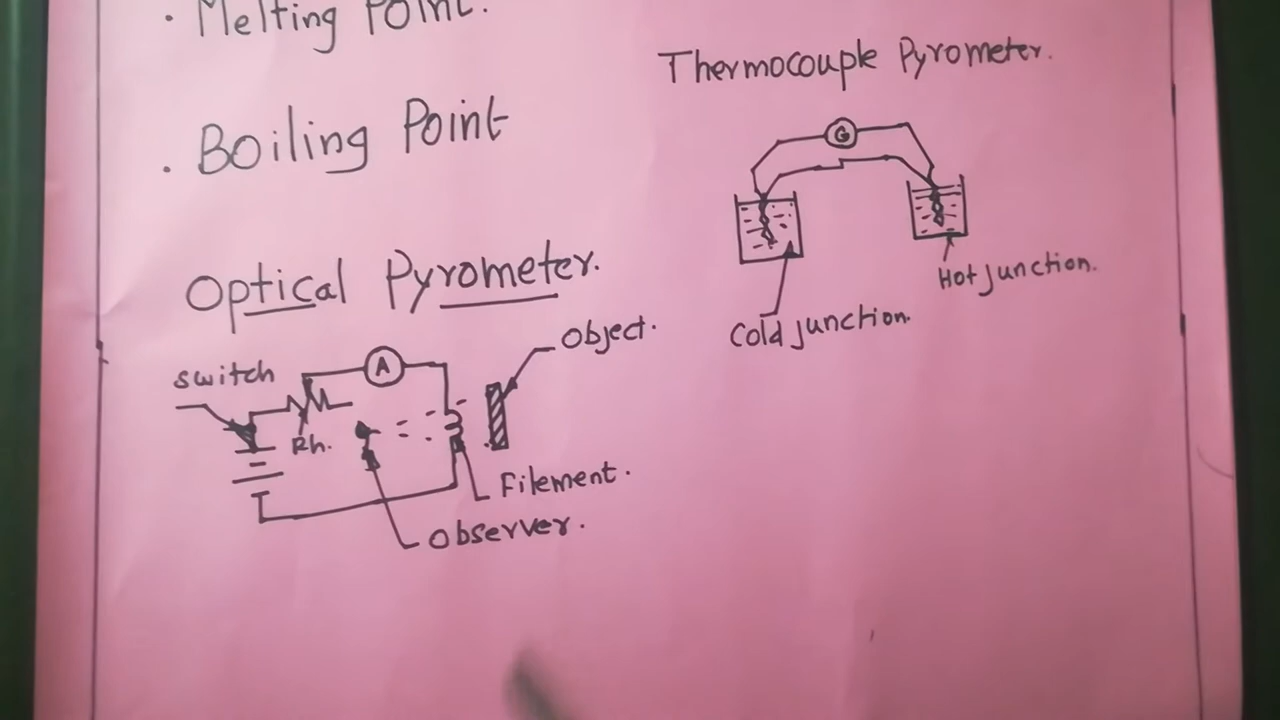 · Melting Point.
· Boiling Point
Optical Pyrometer.
switch
A
Object.
Rh.
Filement.
Observer.
Thermocouple Pyrometer.
G
Hot junction.
Cold junction.